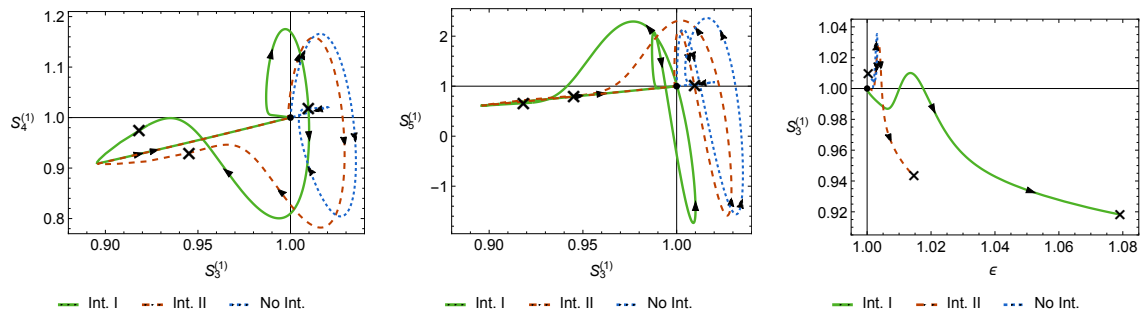 1.2
1.1
1.0
0.9
0.8
S₄⁽¹⁾
0.90 0.95 1.00
S₃⁽¹⁾
Int. I Int. II No Int.
2
1
0
−1
S₅⁽¹⁾
0.90 0.95 1.00
S₃⁽¹⁾
Int. I Int. II No Int.
1.04
1.02
1.00
0.98
0.96
0.94
0.92
S₃⁽¹⁾
1.00 1.02 1.04 1.06 1.08
ϵ
Int. I Int. II No Int.